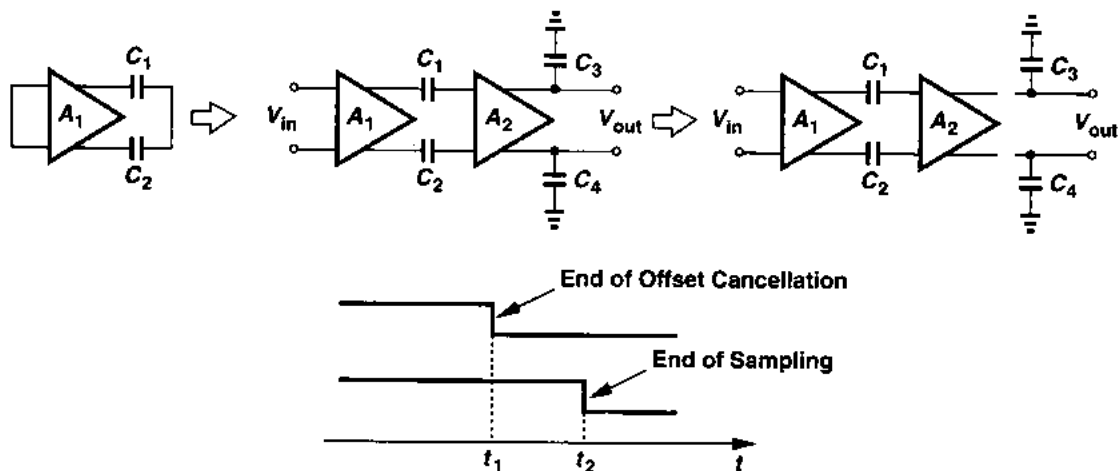 C1
A1
C2
Vin
A1
C1
C2
A2
C3
Vout
C4
Vin
A1
C1
C2
A2
C3
Vout
C4
End of Offset Cancellation
End of Sampling
t1
t2
t